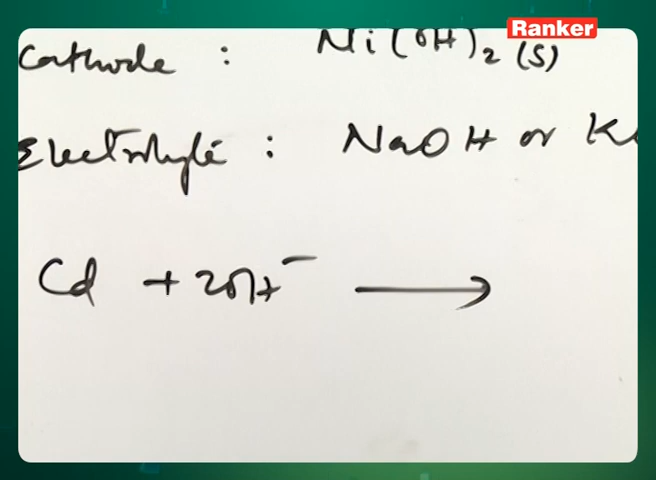 Ranker
Cathode : Ni(OH)2(s)
Electrolyte : NaOH or K
Cd + 2OH⁻ ⟶